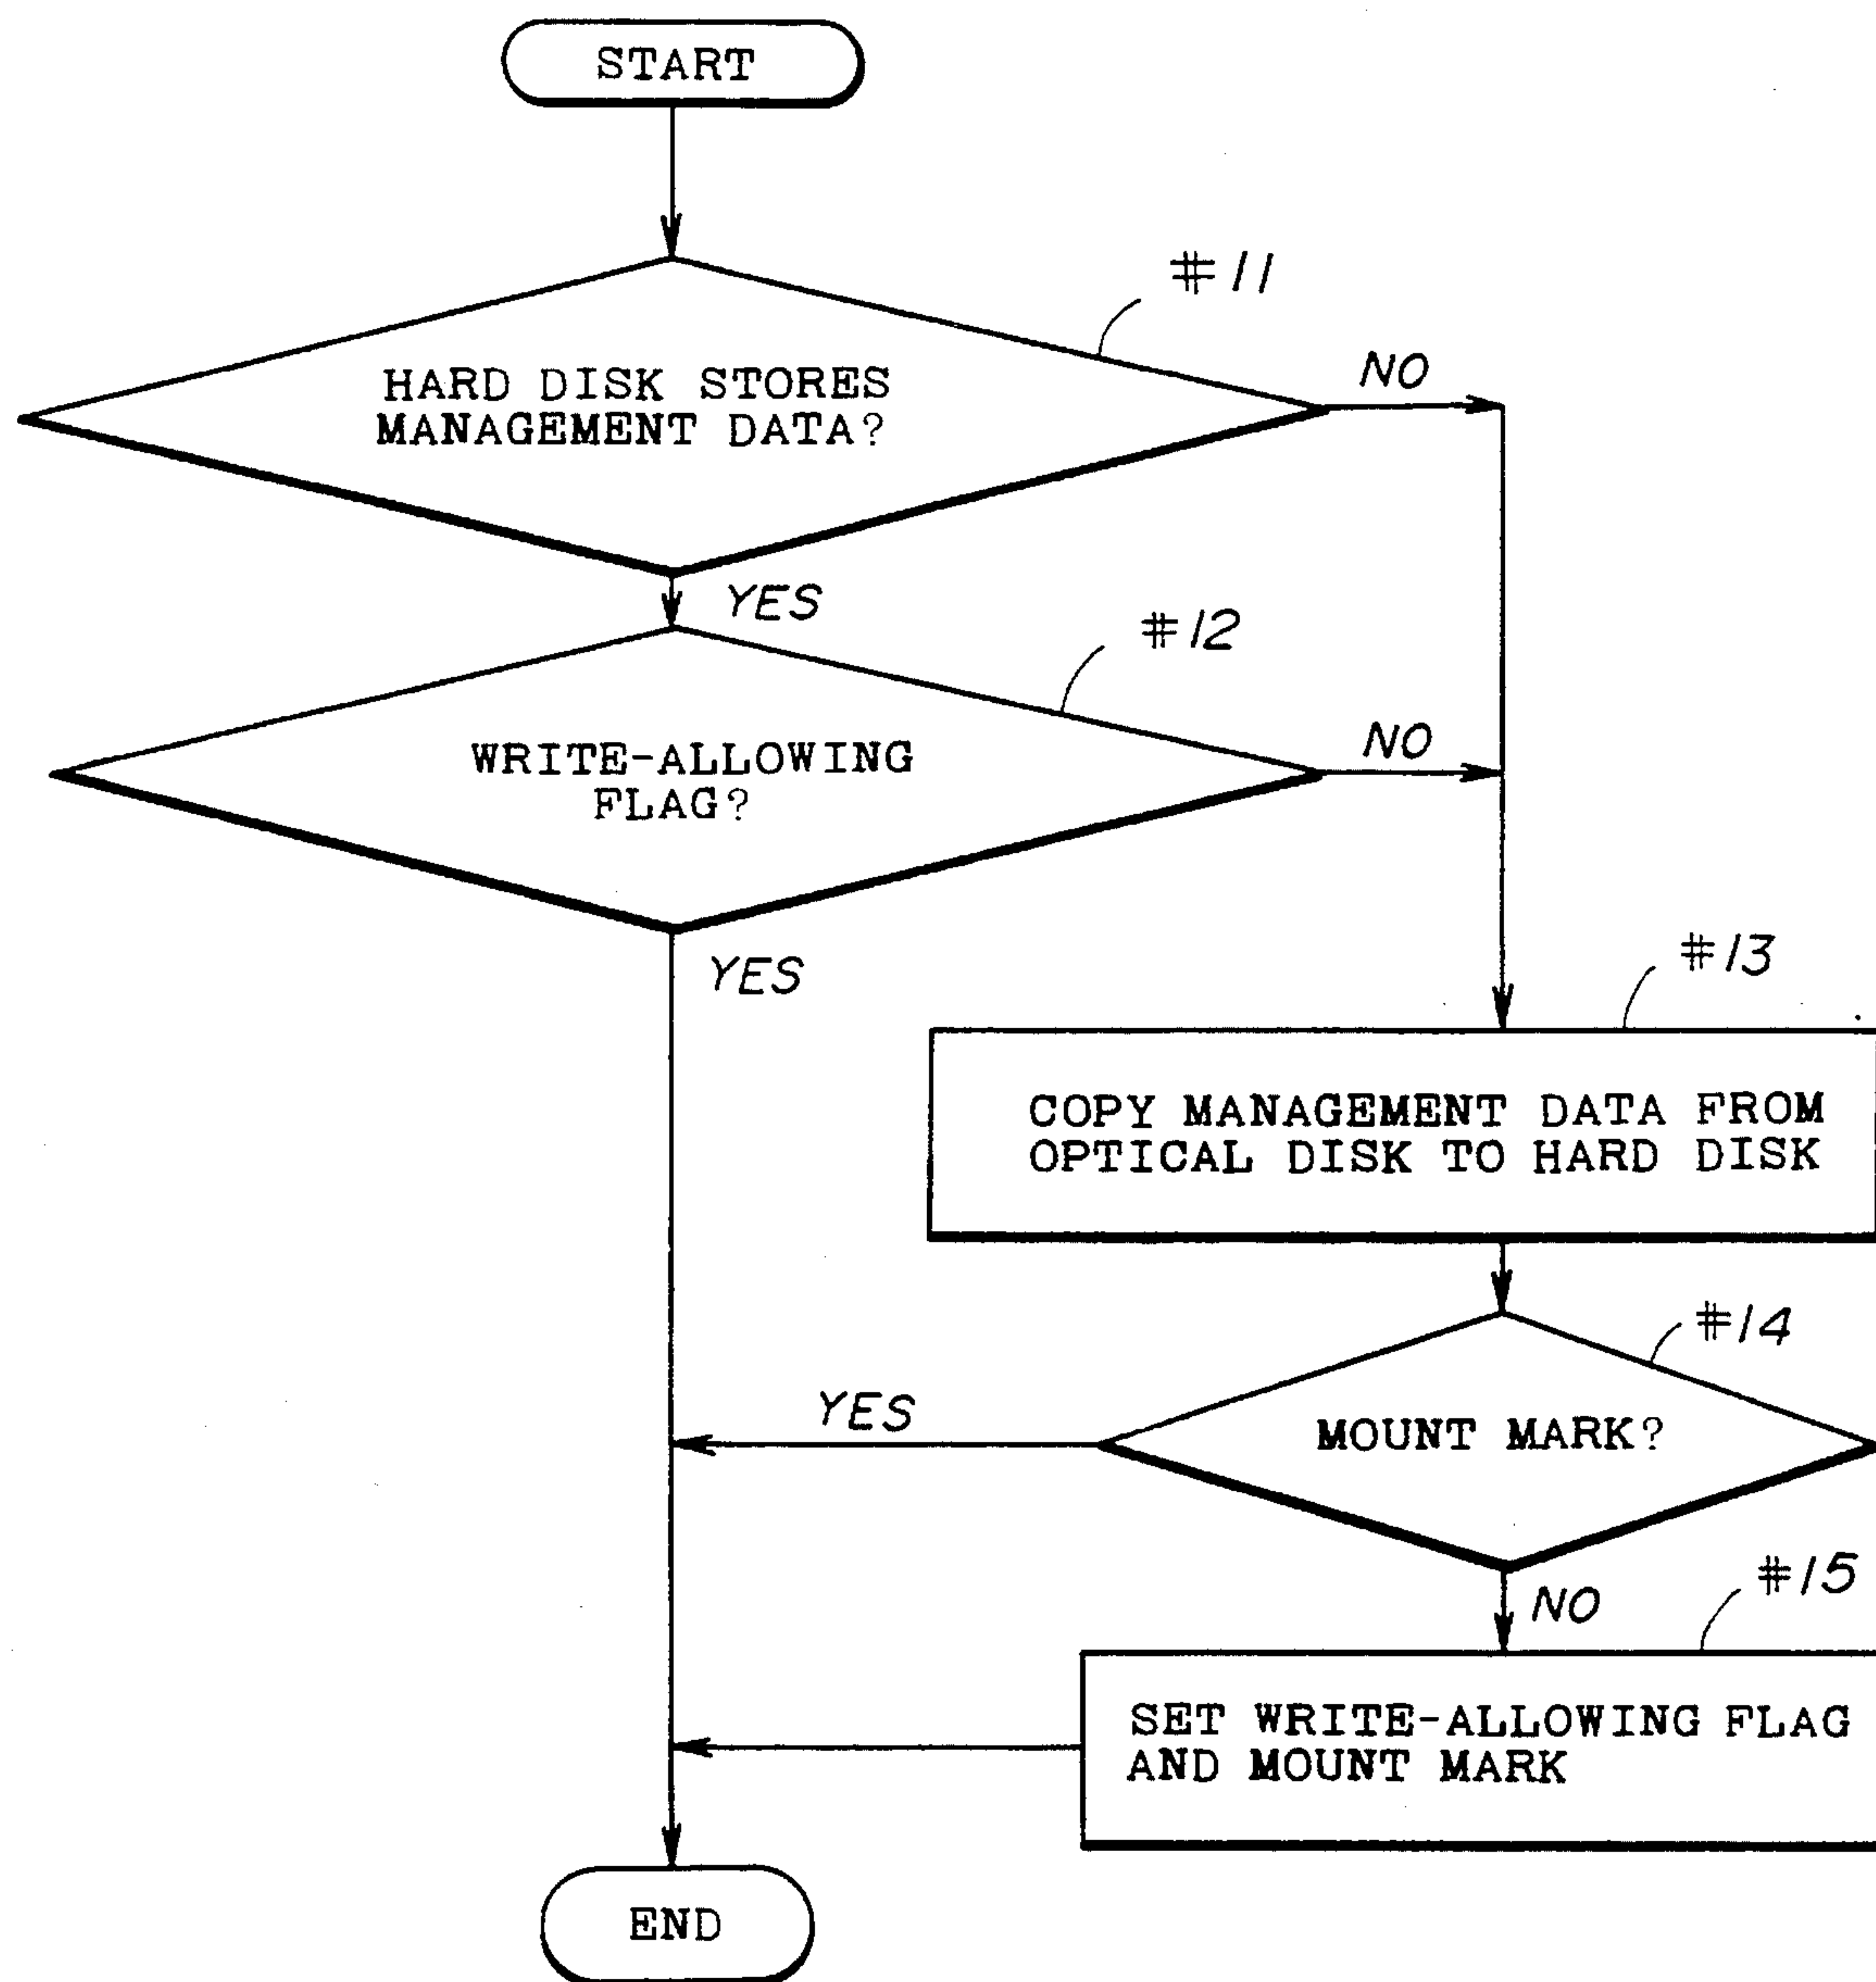 START
#11
HARD DISK STORES
MANAGEMENT DATA?
NO
YES
#12
WRITE-ALLOWING
FLAG?
NO
YES
#13
COPY MANAGEMENT DATA FROM
OPTICAL DISK TO HARD DISK
#14
MOUNT MARK?
YES
NO
#15
SET WRITE-ALLOWING FLAG
AND MOUNT MARK
END